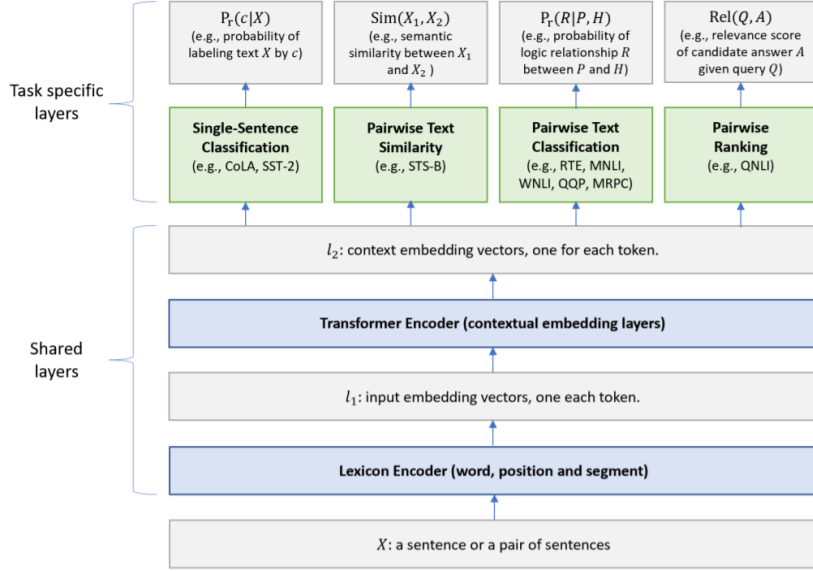 Pr(c|X)
(e.g., probability of
labeling text X by c)
Sim(X₁, X₂)
(e.g., semantic
similarity between X₁
and X₂ )
Pr(R|P, H)
(e.g., probability of
logic relationship R
between P and H)
Rel(Q, A)
(e.g., relevance score
of candidate answer A
given query Q)
Task specific
layers
Single-Sentence
Classification
(e.g., CoLA, SST-2)
Pairwise Text
Similarity
(e.g., STS-B)
Pairwise Text
Classification
(e.g., RTE, MNLI,
WNLI, QQP, MRPC)
Pairwise
Ranking
(e.g., QNLI)
l₂: context embedding vectors, one for each token.
Transformer Encoder (contextual embedding layers)
Shared
layers
l₁: input embedding vectors, one each token.
Lexicon Encoder (word, position and segment)
X: a sentence or a pair of sentences